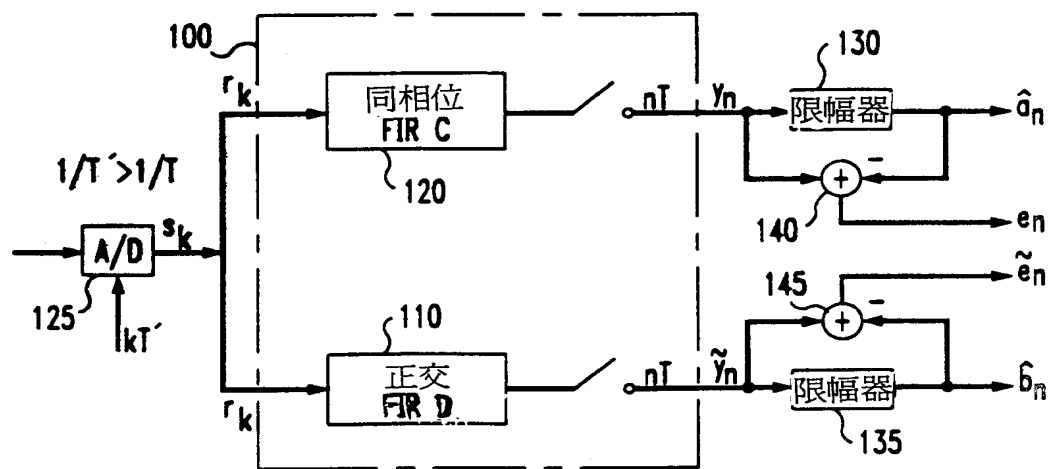 100
r_k
同相位
FIR C
120
nT
y_n
130
限幅器
â_n
−
+
140
e_n
1/T´>1/T
A/D
125
s_k
kT´
110
正交
FIR D
r_k
nT
ỹ_n
145
+
−
ẽ_n
限幅器
135
b̂_n